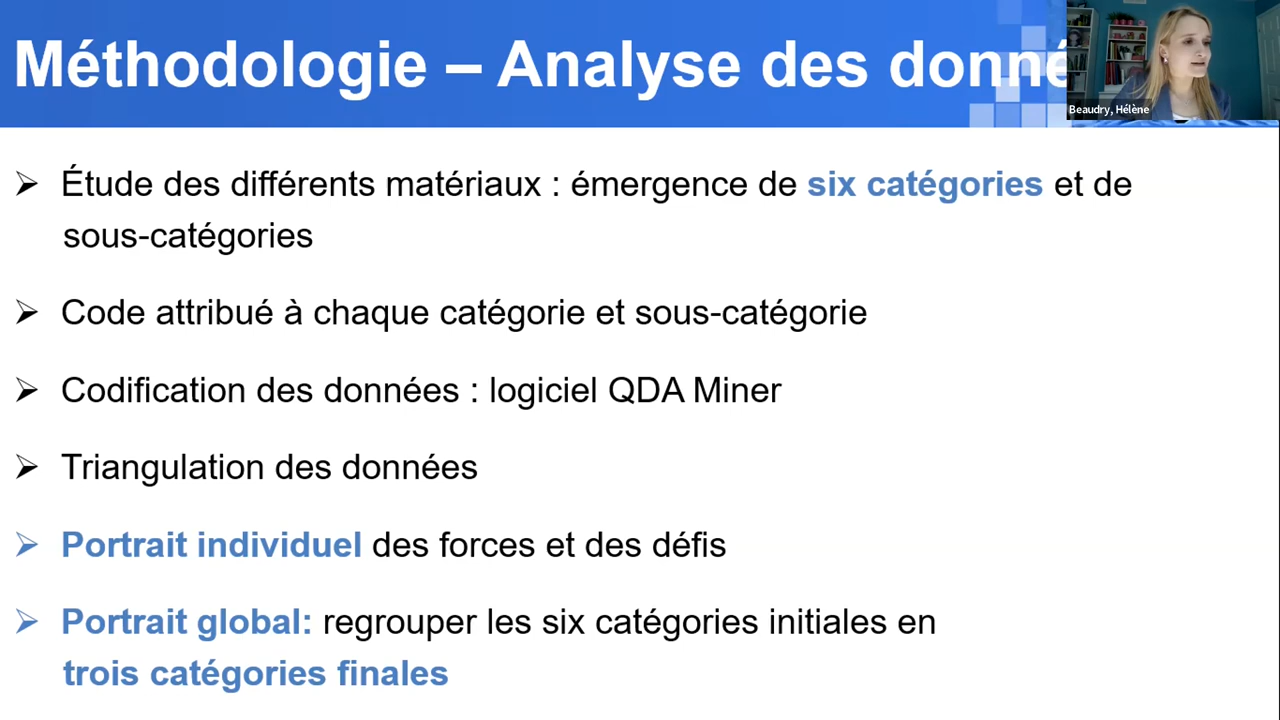 Méthodologie – Analyse des donné
Beaudry, Hélène
➢ Étude des différents matériaux : émergence de six catégories et de
sous-catégories
➢ Code attribué à chaque catégorie et sous-catégorie
➢ Codification des données : logiciel QDA Miner
➢ Triangulation des données
➢ Portrait individuel des forces et des défis
➢ Portrait global: regrouper les six catégories initiales en
trois catégories finales